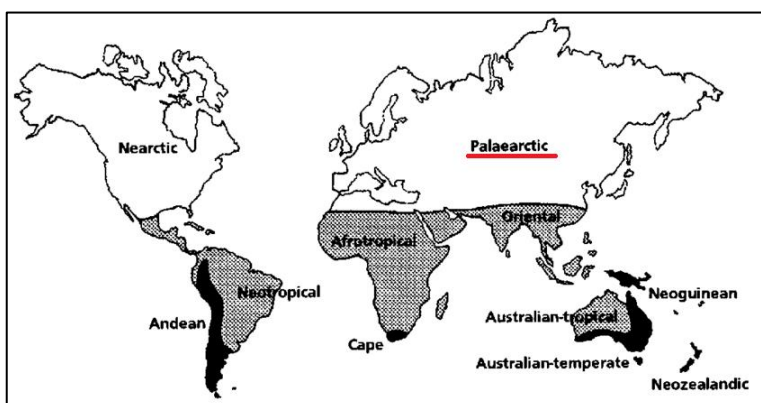 Nearctic
Palaearctic
Oriental
Afrotropical
Neotropical
Neoguinean
Andean
Australian-tropical
Cape
Australian-temperate
Neozealandic